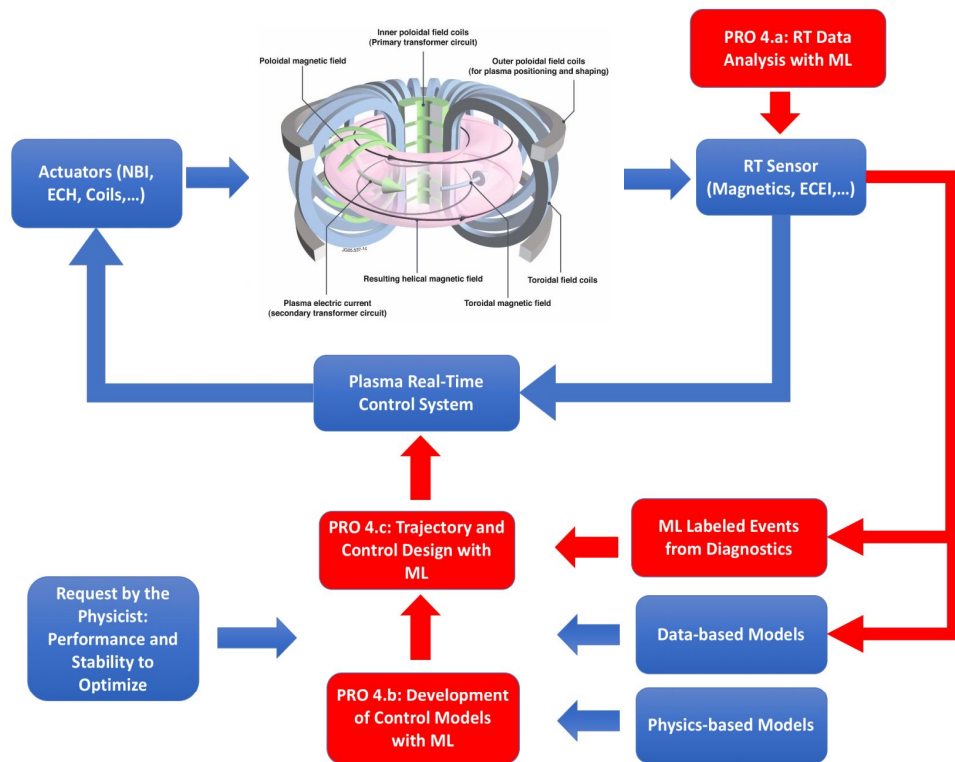 Inner poloidal field coils
(Primary transformer circuit)
Poloidal magnetic field
Outer poloidal field coils
(for plasma positioning and shaping)
PRO 4.a: RT Data
Analysis with ML
Actuators (NBI,
ECH, Coils,...)
RT Sensor
(Magnetics, ECEI,...)
Resulting helical magnetic field
Toroidal field coils
Plasma electric current
(secondary transformer circuit)
Toroidal magnetic field
Plasma Real-Time
Control System
PRO 4.c: Trajectory and
Control Design with
ML
ML Labeled Events
from Diagnostics
Request by the
Physicist:
Performance and
Stability to
Optimize
Data-based Models
PRO 4.b: Development
of Control Models
with ML
Physics-based Models